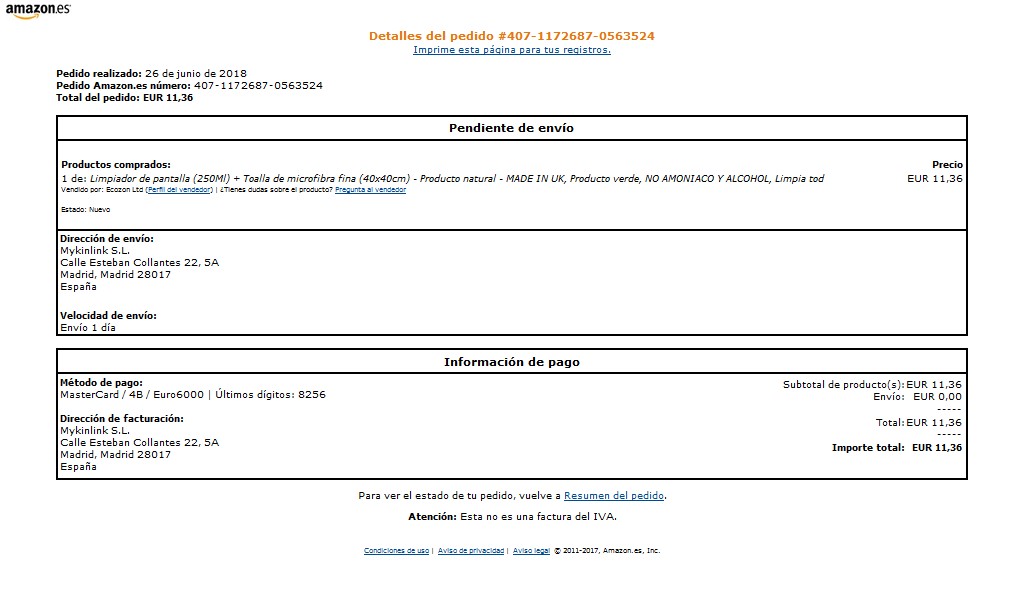 amazon.es
Detalles del pedido #407-1172687-0563524
Imprime esta página para tus registros.
Pedido realizado: 26 de junio de 2018
Pedido Amazon.es número: 407-1172687-0563524
Total del pedido: EUR 11,36
Pendiente de envío
Productos comprados: Precio
1 de: Limpiador de pantalla (250Ml) + Toalla de microfibra fina (40x40cm) - Producto natural - MADE IN UK, Producto verde, NO AMONIACO Y ALCOHOL, Limpia tod EUR 11,36
Vendido por: Ecozon Ltd (Perfil del vendedor) | ¿Tienes dudas sobre el producto? Pregunta al vendedor
Estado: Nuevo
Dirección de envío:
Mykinlink S.L.
Calle Esteban Collantes 22, 5A
Madrid, Madrid 28017
España
Velocidad de envío:
Envío 1 día
Información de pago
Método de pago:
MasterCard / 4B / Euro6000 | Últimos dígitos: 8256
Dirección de facturación:
Mykinlink S.L.
Calle Esteban Collantes 22, 5A
Madrid, Madrid 28017
España
Subtotal de producto(s): EUR 11,36
Envío: EUR 0,00
-----
Total: EUR 11,36
-----
Importe total: EUR 11,36
Para ver el estado de tu pedido, vuelve a Resumen del pedido.
Atención: Esta no es una factura del IVA.
Condiciones de uso | Aviso de privacidad | Aviso legal © 2011-2017, Amazon.es, Inc.